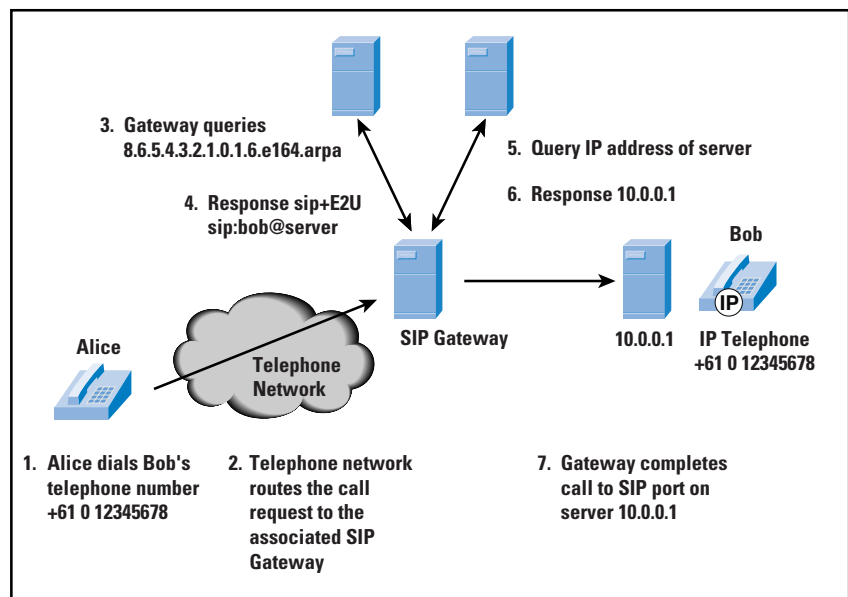 3. Gateway queries
8.6.5.4.3.2.1.0.1.6.e164.arpa
4. Response sip+E2U
sip:bob@server
5. Query IP address of server
6. Response 10.0.0.1
Bob
IP
SIP Gateway
10.0.0.1
IP Telephone
+61 0 12345678
Alice
Telephone
Network
1. Alice dials Bob's
telephone number
+61 0 12345678
2. Telephone network
routes the call
request to the
associated SIP
Gateway
7. Gateway completes
call to SIP port on
server 10.0.0.1